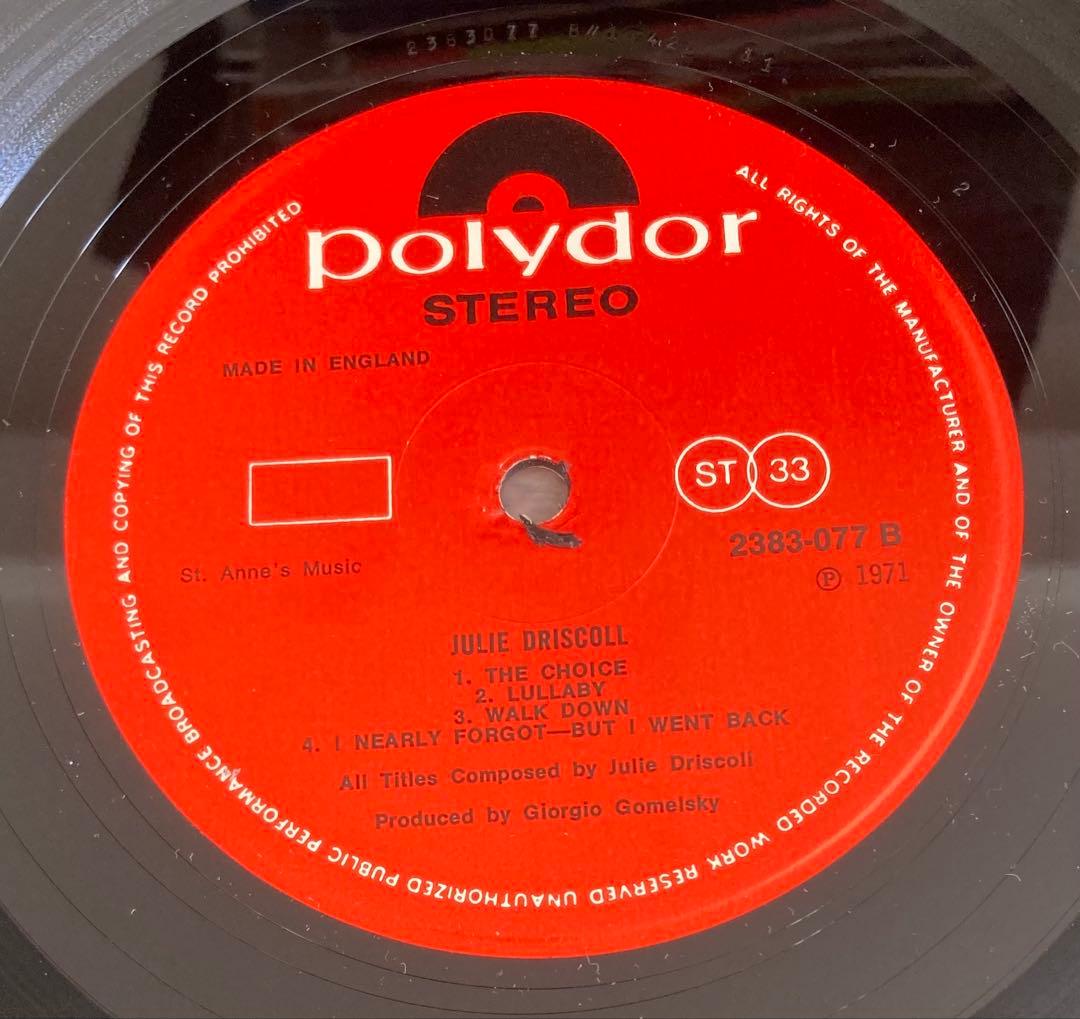 2383077
polydor
STEREO
MADE IN ENGLAND
ST 33
2383-077 B
St. Anne's Music
Ⓟ 1971
JULIE DRISCOLL
1. THE CHOICE
2. LULLABY
3. WALK DOWN
4. I NEARLY FORGOT—BUT I WENT BACK
All Titles Composed by Julie Driscoll
Produced by Giorgio Gomelsky
ALL RIGHTS OF THE MANUFACTURER AND OF THE OWNER OF THE RECORDED WORK RESERVED UNAUTHORIZED PUBLIC PERFORMANCE BROADCASTING AND COPYING OF THIS RECORD PROHIBITED
2